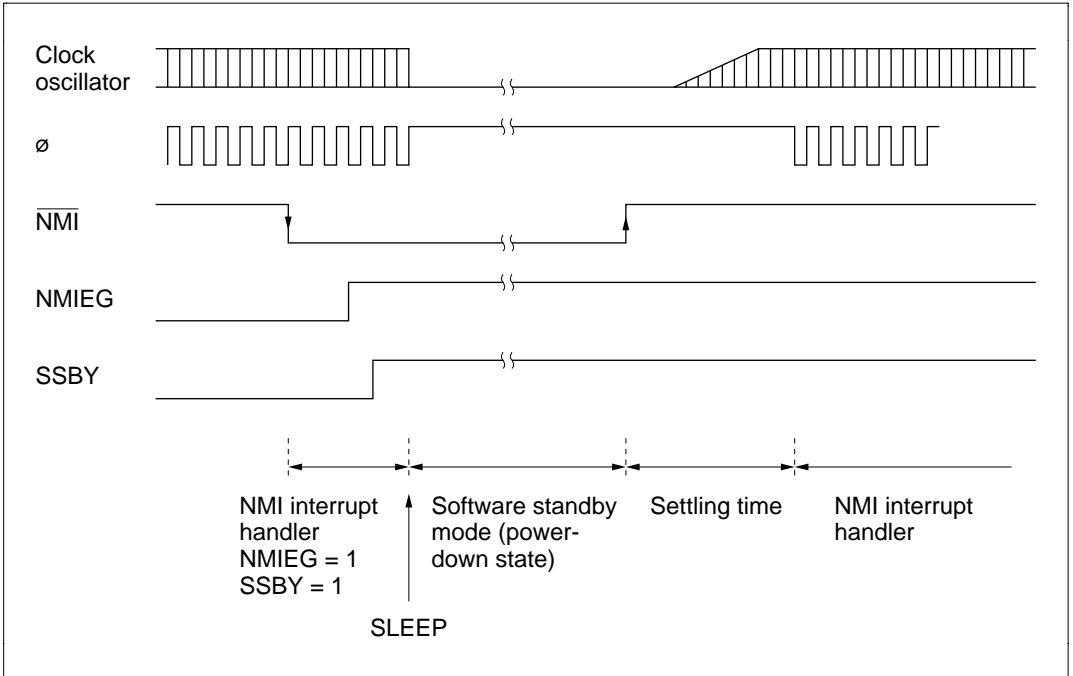 Clock
oscillator
ø
NMI
NMIEG
SSBY
NMI interrupt
handler
NMIEG = 1
SSBY = 1
Software standby
mode (power-
down state)
Settling time
NMI interrupt
handler
SLEEP